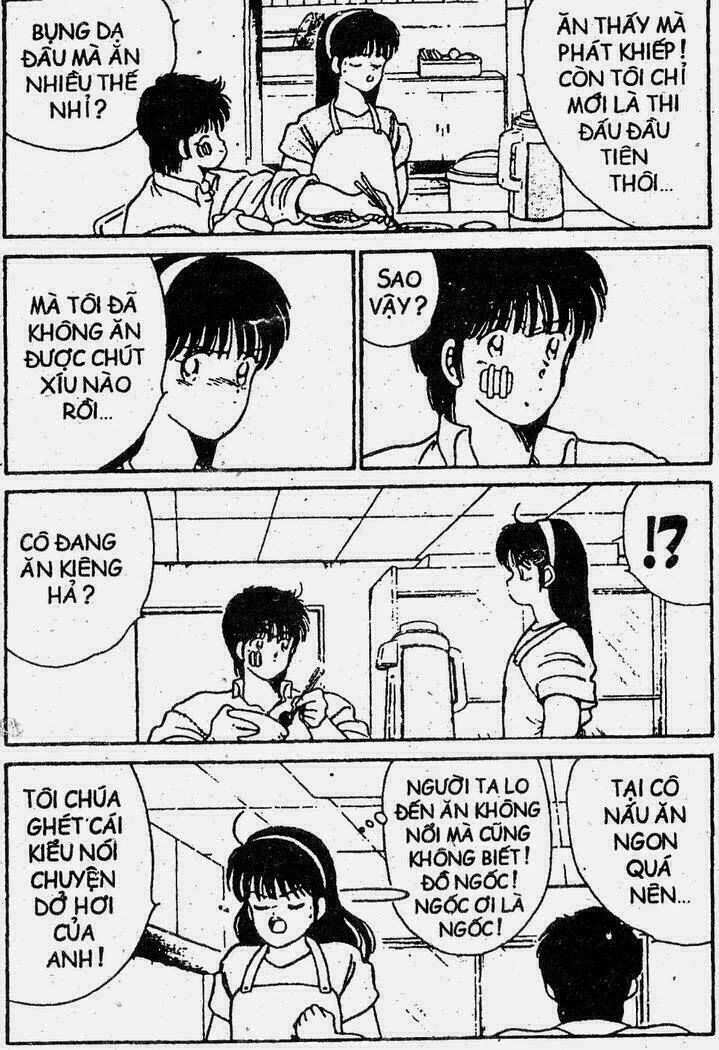 BỤNG DẠ
ĐÂU MÀ ĂN
NHIỀU THẾ
NHỈ?
ĂN THẤY MÀ
PHÁT KHIẾP!
CÒN TÔI CHỈ
MỚI LÀ THI
ĐẤU ĐẦU
TIÊN
THÔI...
MÀ TÔI ĐÃ
KHÔNG ĂN
ĐƯỢC CHÚT
XÍU NÀO
RỒI...
SAO
VẬY?
CÔ ĐANG
ĂN KIÊNG
HẢ?
!?
TÔI CHÚA
GHÉT CÁI
KIỂU NÓI
CHUYỆN
DỞ HƠI
CỦA
ANH!
NGƯỜI TA LO
ĐẾN ĂN KHÔNG
NỔI MÀ CŨNG
KHÔNG BIẾT!
ĐỒ NGỐC!
NGỐC ƠI LÀ
NGỐC!
TẠI CÔ
NẤU ĂN
NGON
QUÁ
NÊN...